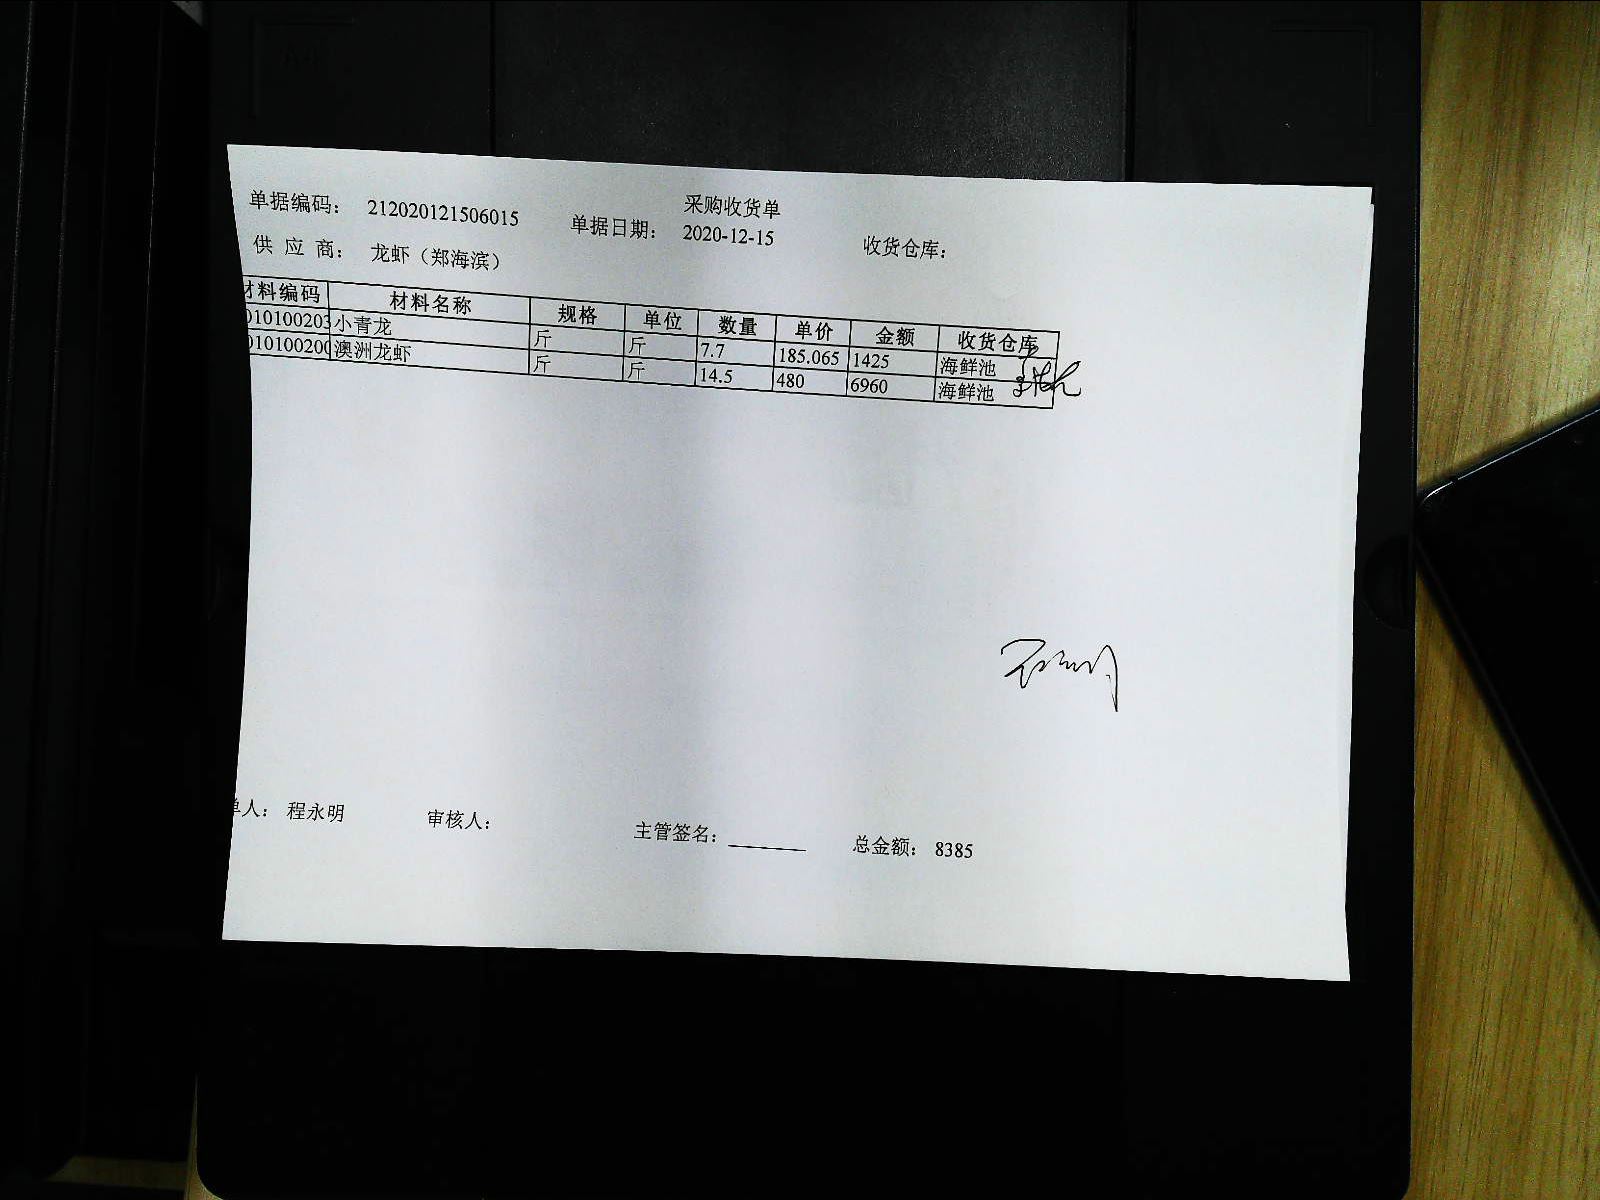 采购收货单
单据编码： 212020121506015 单据日期： 2020-12-15 收货仓库：
供 应 商： 龙虾（郑海滨）
材料编码 材料名称 规格 单位 数量 单价 金额 收货仓库
010100203 小青龙 斤 斤 7.7 185.065 1425 海鲜池
01010020 澳洲龙虾 斤 斤 14.5 480 6960 海鲜池
单人： 程永明 审核人： 主管签名： 总金额： 8385